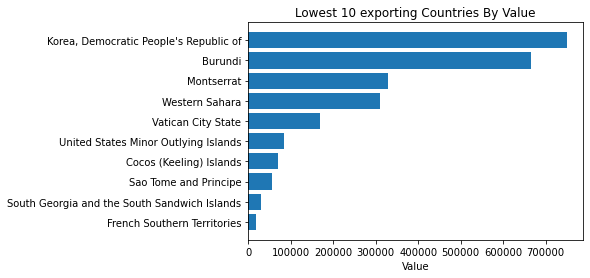 Lowest 10 exporting Countries By Value
Korea, Democratic People's Republic of
Burundi
Montserrat
Western Sahara
Vatican City State
United States Minor Outlying Islands
Cocos (Keeling) Islands
Sao Tome and Principe
South Georgia and the South Sandwich Islands
French Southern Territories
0 100000 200000 300000 400000 500000 600000 700000
Value